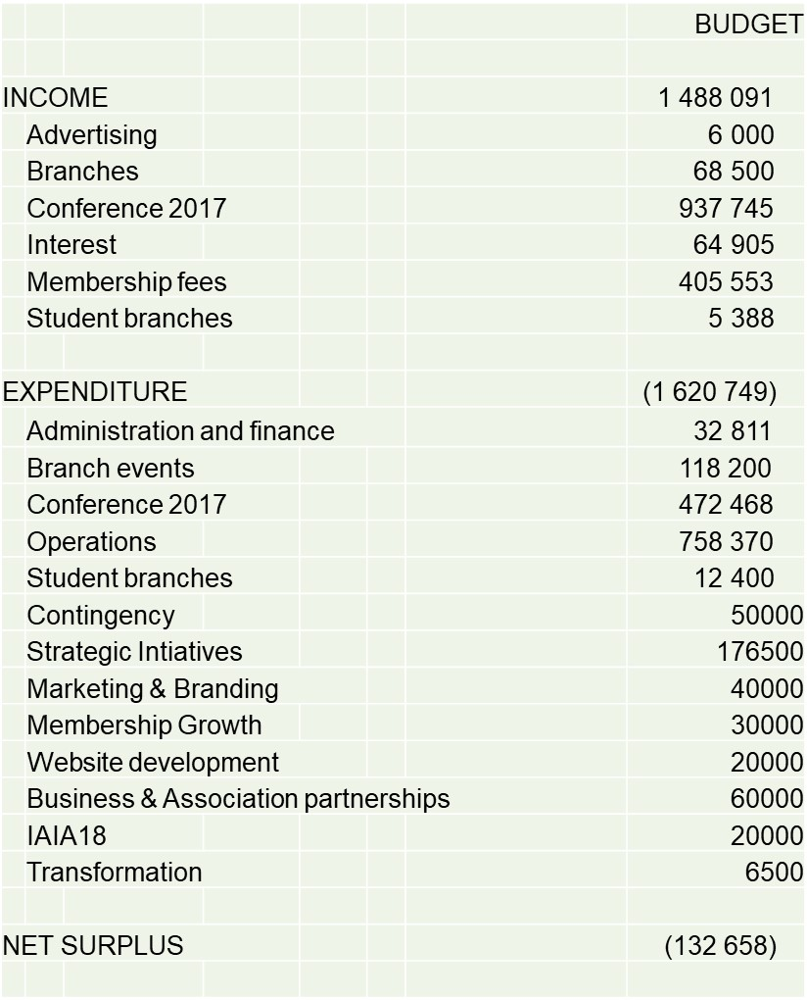 BUDGET
INCOME 1 488 091
Advertising 6 000
Branches 68 500
Conference 2017 937 745
Interest 64 905
Membership fees 405 553
Student branches 5 388
EXPENDITURE (1 620 749)
Administration and finance 32 811
Branch events 118 200
Conference 2017 472 468
Operations 758 370
Student branches 12 400
Contingency 50000
Strategic Intiatives 176500
Marketing & Branding 40000
Membership Growth 30000
Website development 20000
Business & Association partnerships 60000
IAIA18 20000
Transformation 6500
NET SURPLUS (132 658)